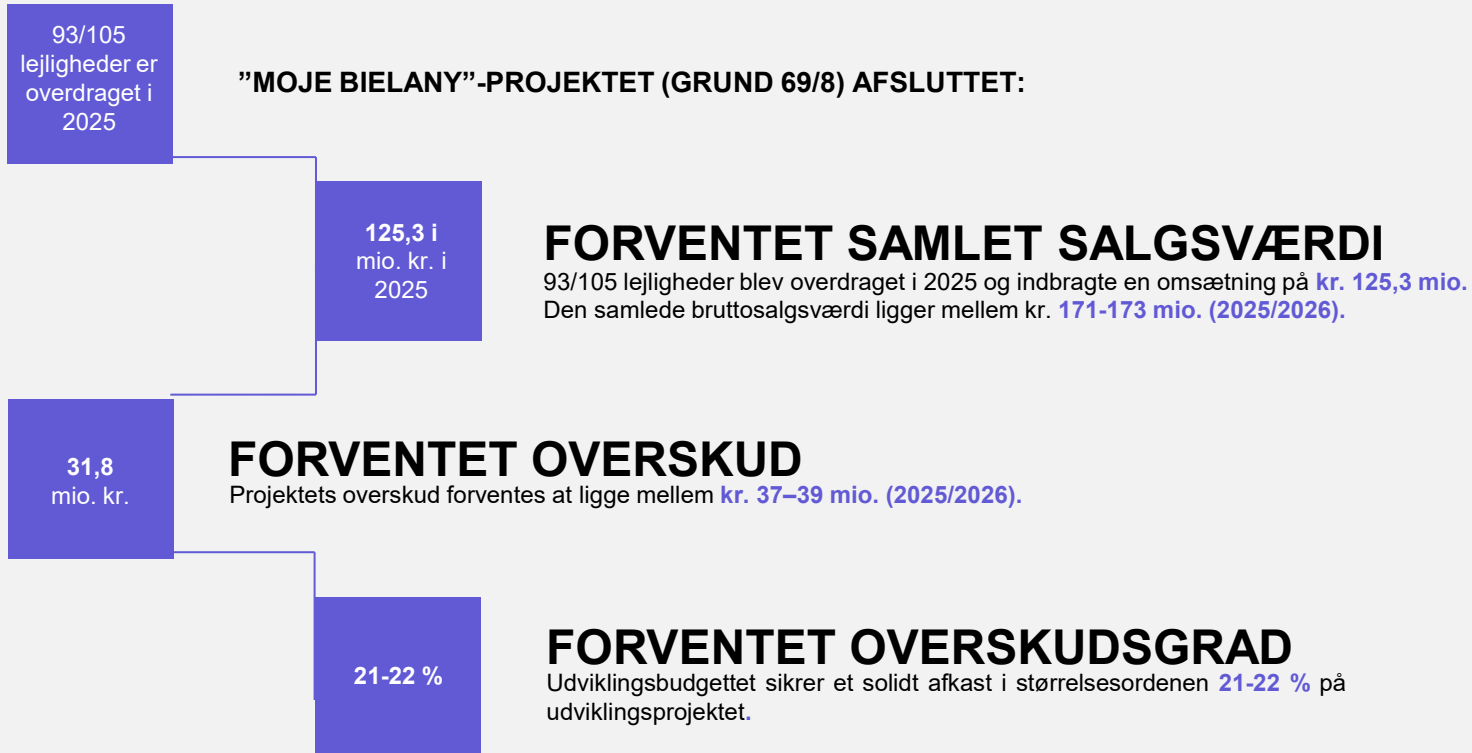 93/105
lejligheder er
overdraget i
2025
”MOJE BIELANY”-PROJEKTET (GRUND 69/8) AFSLUTTET:
125,3 i
mio. kr. i
2025
FORVENTET SAMLET SALGSVÆRDI
93/105 lejligheder blev overdraget i 2025 og indbragte en omsætning på kr. 125,3 mio.
Den samlede bruttosalgsværdi ligger mellem kr. 171-173 mio. (2025/2026).
31,8
mio. kr.
FORVENTET OVERSKUD
Projektets overskud forventes at ligge mellem kr. 37–39 mio. (2025/2026).
21-22 %
FORVENTET OVERSKUDSGRAD
Udviklingsbudgettet sikrer et solidt afkast i størrelsesordenen 21-22 % på
udviklingsprojektet.